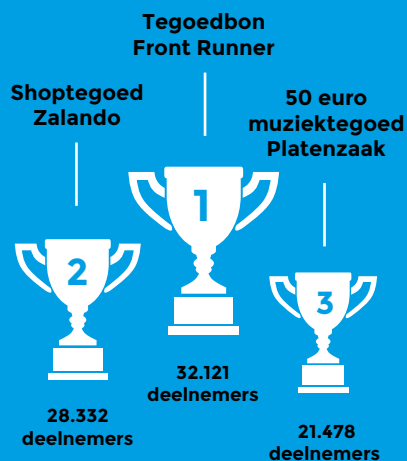 Tegoedbon
Front Runner
1
32.121
deelnemers
Shoptegoed
Zalando
2
28.332
deelnemers
50 euro
muziektegoed
Platenzaak
3
21.478
deelnemers